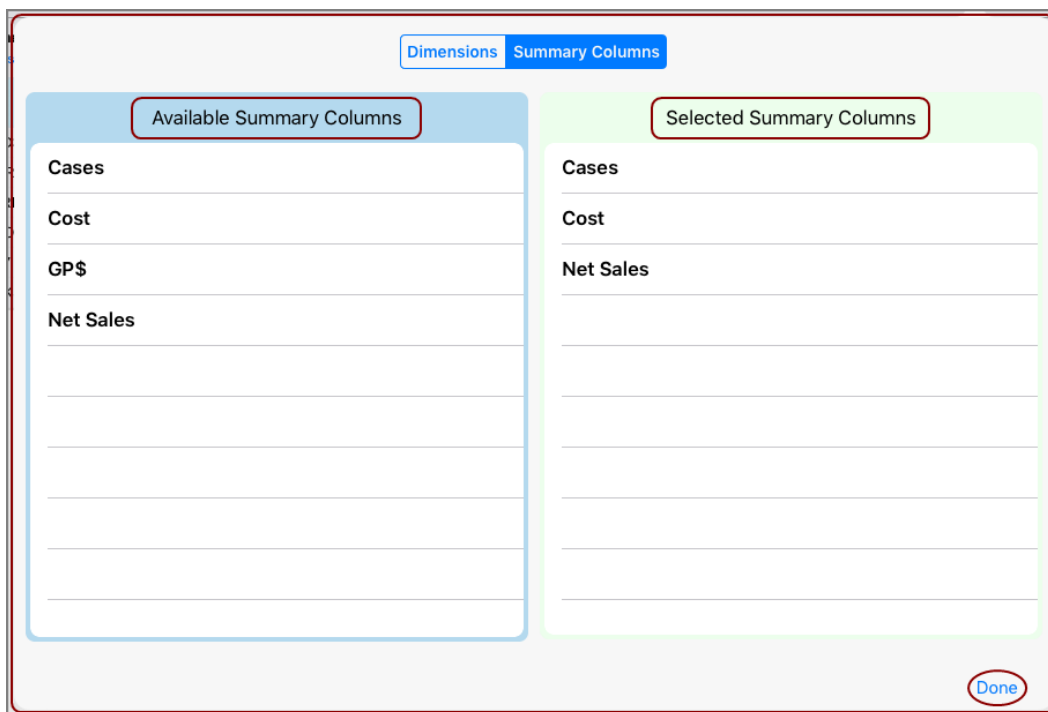 Dimensions Summary Columns
Available Summary Columns
Cases
Cost
GP$
Net Sales
Selected Summary Columns
Cases
Cost
Net Sales
Done